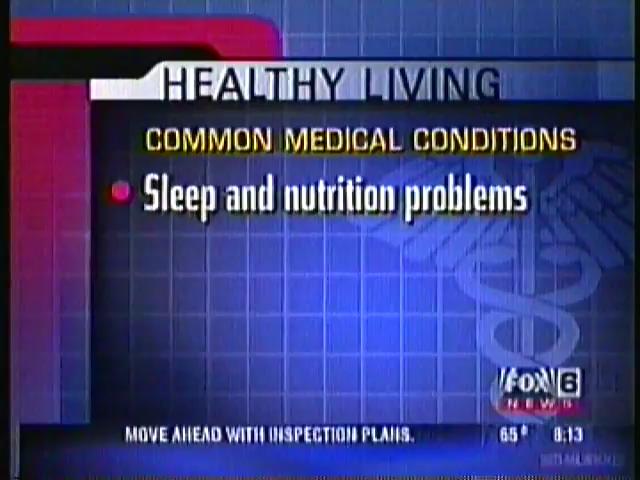 HEALTHY LIVING
COMMON MEDICAL CONDITIONS
Sleep and nutrition problems
FOX 6
NEWS
MOVE AHEAD WITH INSPECTION PLANS.
65° 8:13